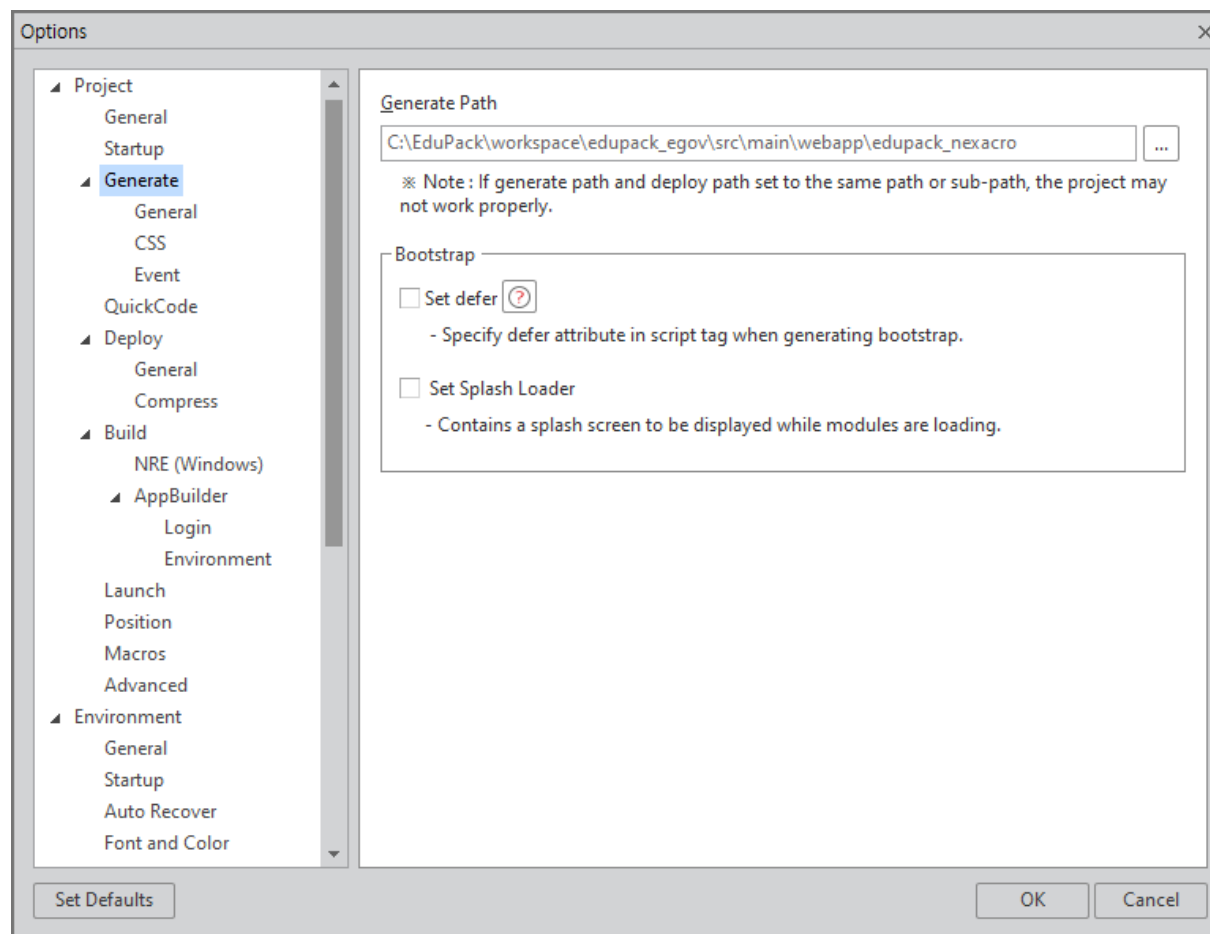 Options
Project
General
Startup
Generate
General
CSS
Event
QuickCode
Deploy
General
Compress
Build
NRE (Windows)
AppBuilder
Login
Environment
Launch
Position
Macros
Advanced
Environment
General
Startup
Auto Recover
Font and Color
Generate Path
C:\EduPack\workspace\edupack_egov\src\main\webapp\edupack_nexacro
...
※ Note : If generate path and deploy path set to the same path or sub-path, the project may
not work properly.
Bootstrap
Set defer ?
- Specify defer attribute in script tag when generating bootstrap.
Set Splash Loader
- Contains a splash screen to be displayed while modules are loading.
Set Defaults
OK
Cancel